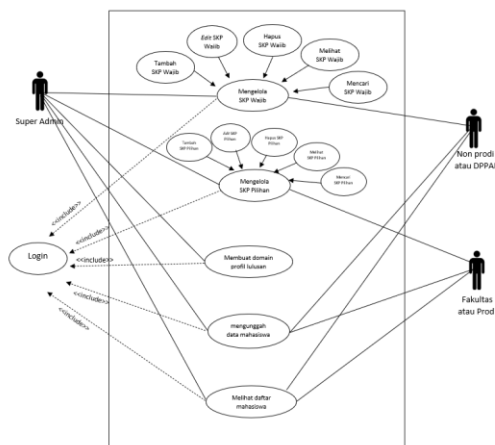 Edit SKP
Wajib
Hapus
SKP Wajib
Tambah
SKP Wajib
Melihat
SKP Wajib
Mencari
SKP Wajib
Mengelola
SKP Wajib
Super Admin
Tambah
SKP Pilihan
Edit SKP
Pilihan
Hapus SKP
Pilihan
Melihat
SKP Pilihan
Mencari
SKP Pilihan
Mengelola
SKP Pilihan
Non prodi
atau DPPAI
<<include>>
<<include>>
<<include>>
<<include>>
<<include>>
Login
Membuat domain
profil lulusan
mengunggah
data mahasiswa
Melihat daftar
mahasiswa
Fakultas
atau Prodi